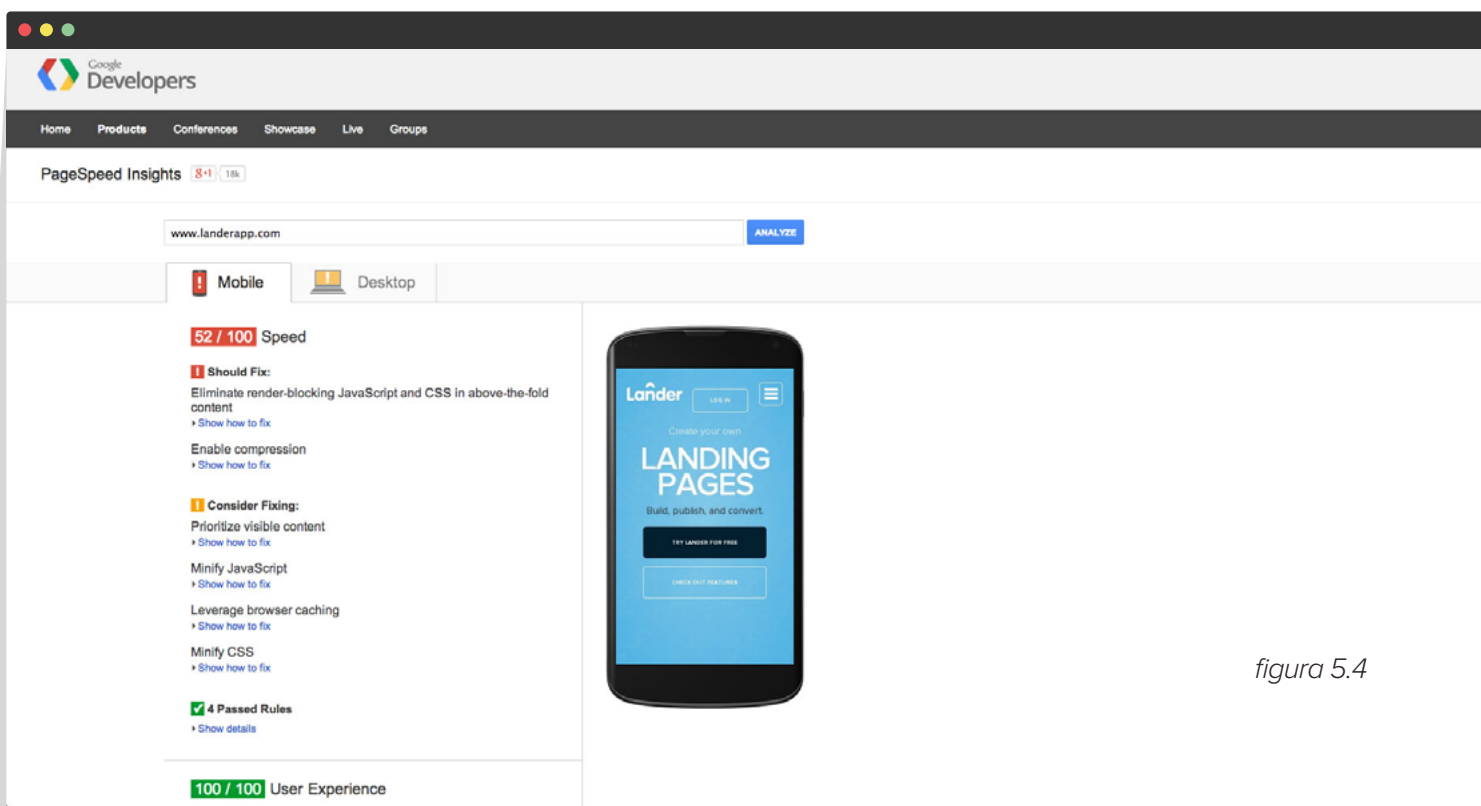 Google
Developers
Home Products Conferences Showcase Live Groups
PageSpeed Insights g+1 18k
www.landerapp.com ANALYZE
! Mobile ! Desktop
52 / 100 Speed
! Should Fix:
Eliminate render-blocking JavaScript and CSS in above-the-fold
content
Show how to fix
Enable compression
Show how to fix
! Consider Fixing:
Prioritize visible content
Show how to fix
Minify JavaScript
Show how to fix
Leverage browser caching
Show how to fix
Minify CSS
Show how to fix
4 Passed Rules
Show details
100 / 100 User Experience
Lander LOG IN
Create your own
LANDING
PAGES
Build, publish, and convert.
TRY LANDER FOR FREE
CHECK OUT FEATURES
figura 5.4